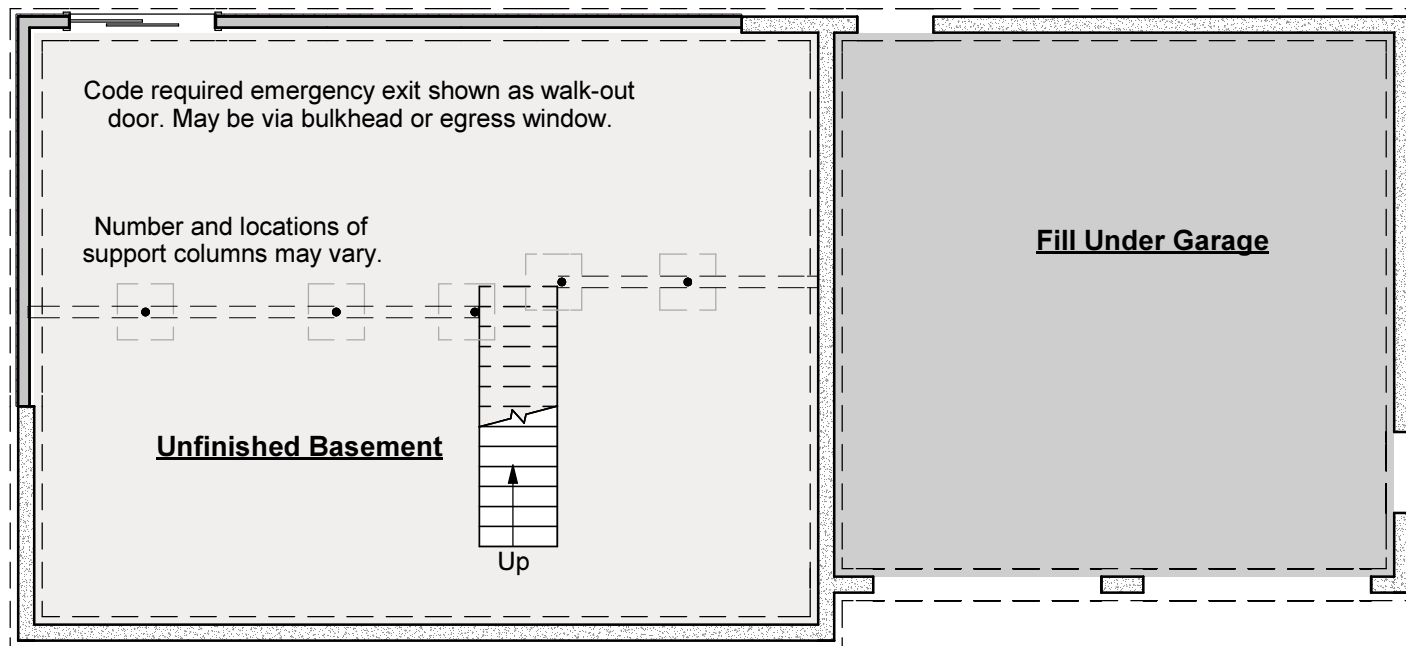 Code required emergency exit shown as walk-out
door. May be via bulkhead or egress window.
Number and locations of
support columns may vary.
Fill Under Garage
Unfinished Basement
Up